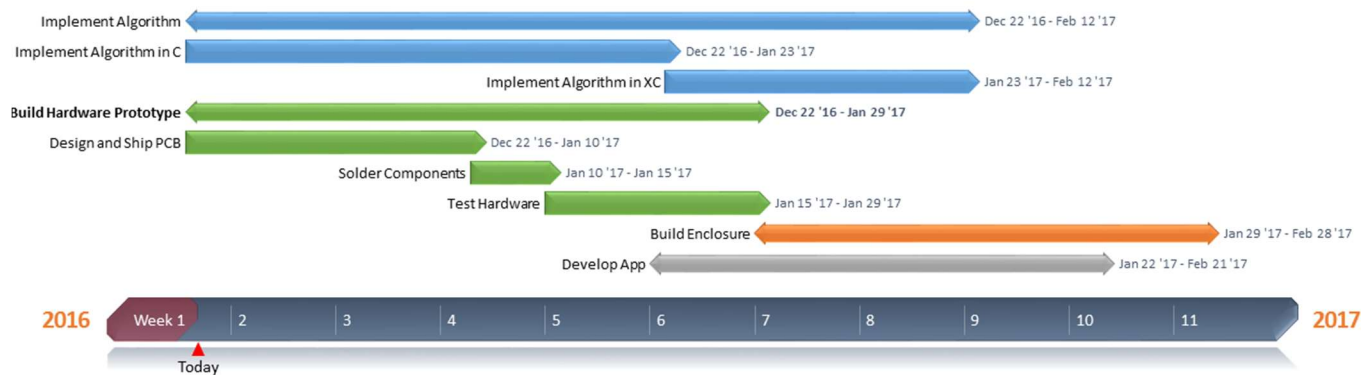 Implement Algorithm Dec 22 '16 - Feb 12 '17
Implement Algorithm in C Dec 22 '16 - Jan 23 '17
Implement Algorithm in XC Jan 23 '17 - Feb 12 '17
Build Hardware Prototype Dec 22 '16 - Jan 29 '17
Design and Ship PCB Dec 22 '16 - Jan 10 '17
Solder Components Jan 10 '17 - Jan 15 '17
Test Hardware Jan 15 '17 - Jan 29 '17
Build Enclosure Jan 29 '17 - Feb 28 '17
Develop App Jan 22 '17 - Feb 21 '17
2016 Week 1 2 3 4 5 6 7 8 9 10 11 2017
Today